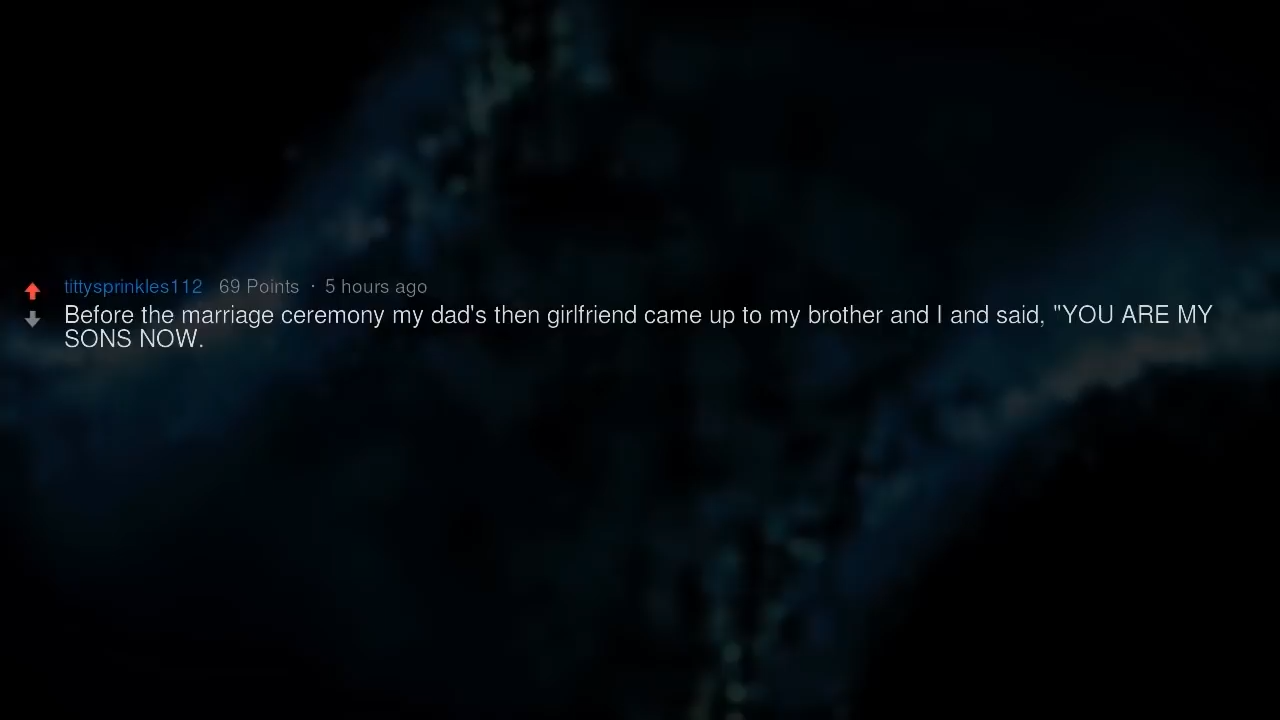 tittysprinkles112 69 Points · 5 hours ago
Before the marriage ceremony my dad's then girlfriend came up to my brother and I and said, "YOU ARE MY
SONS NOW.